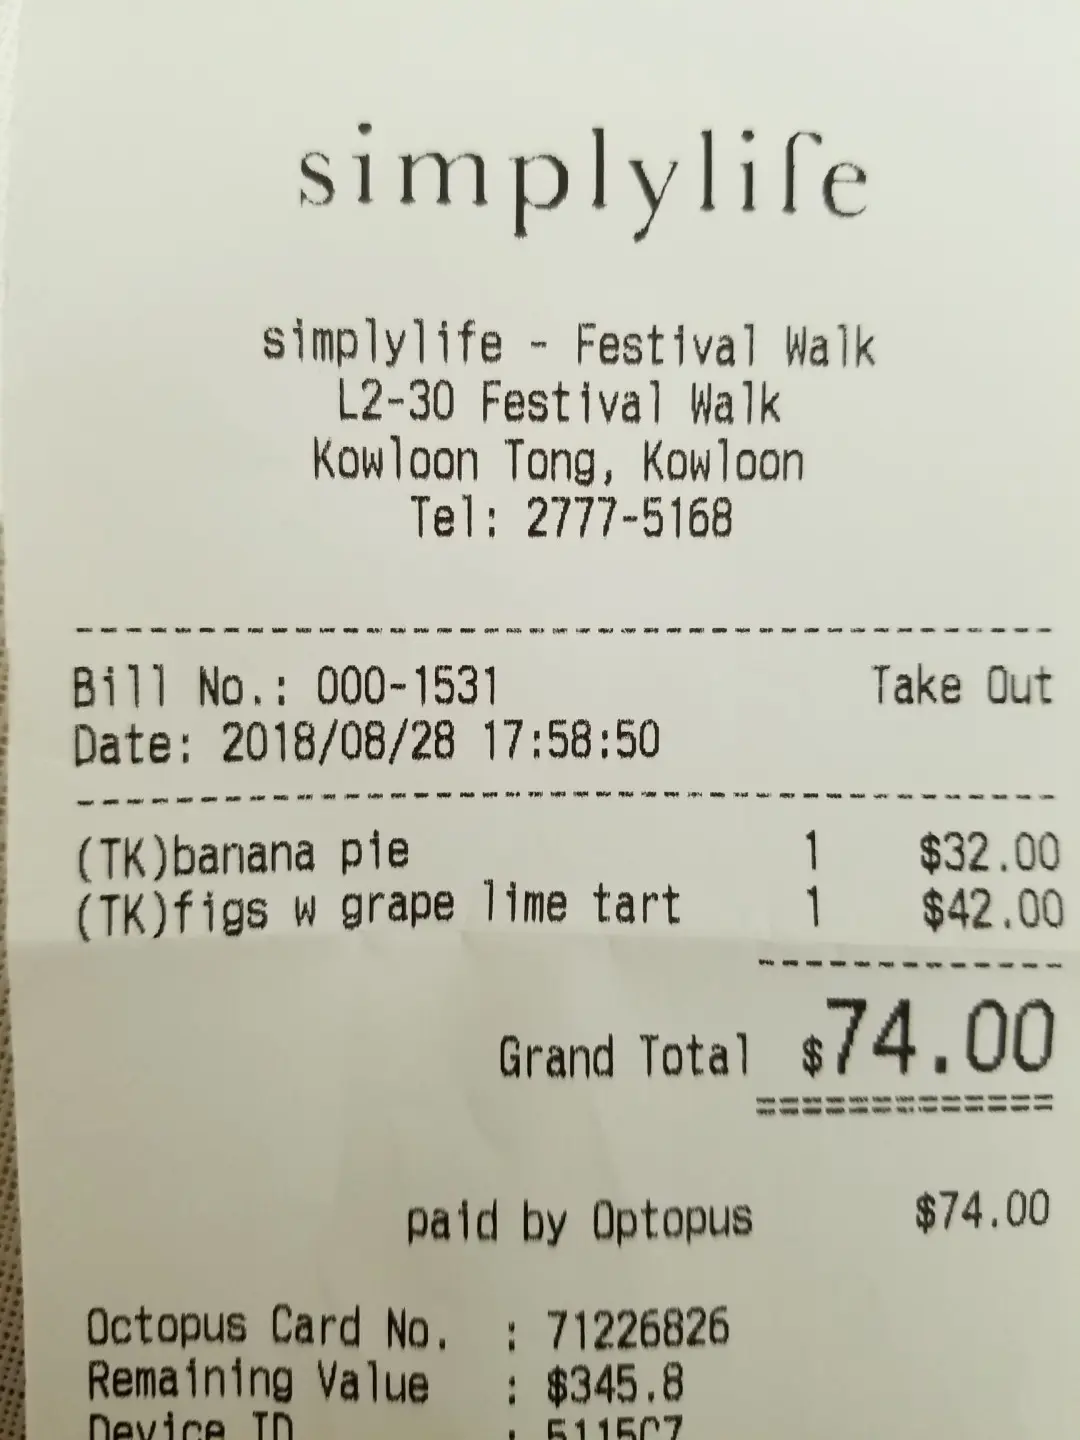 simplylife
simplylife - Festival Walk
L2-30 Festival Walk
Kowloon Tong, Kowloon
Tel: 2777-5168
Bill No.: 000-1531 Take Out
Date: 2018/08/28 17:58:50
(TK)banana pie 1 $32.00
(TK)figs w grape lime tart 1 $42.00
Grand Total $74.00
paid by Optopus $74.00
Octopus Card No. : 71226826
Remaining Value : $345.8
Device ID :